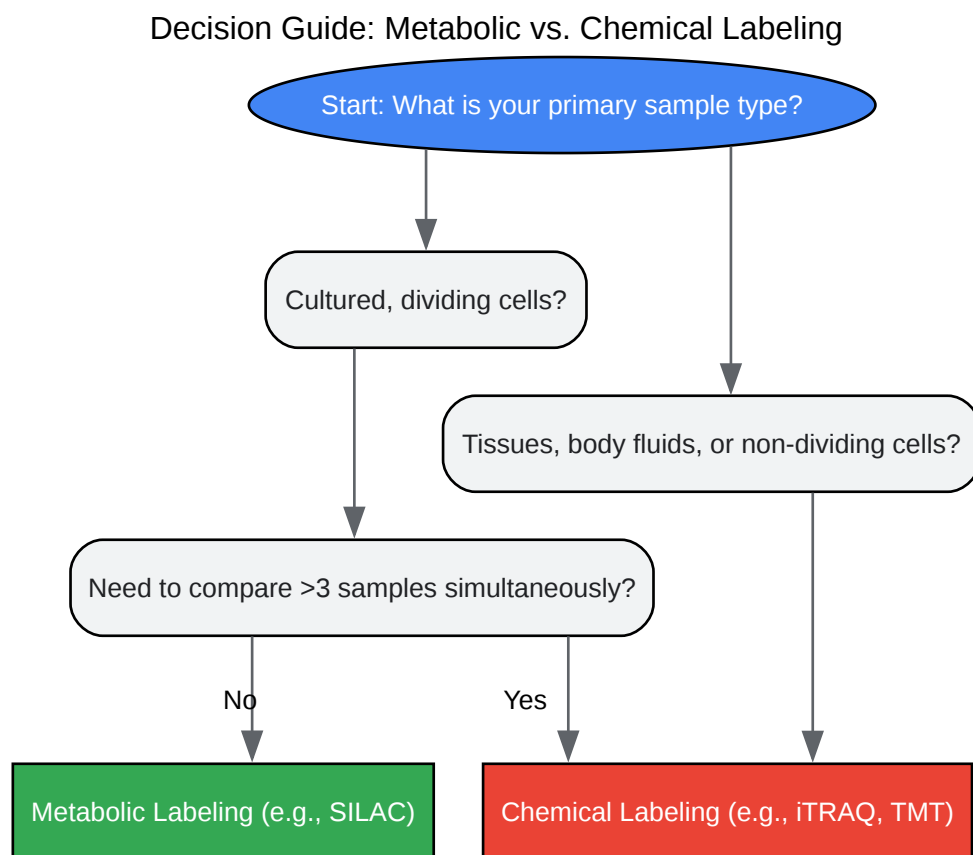 Decision Guide: Metabolic vs. Chemical Labeling
Start: What is your primary sample type?
Cultured, dividing cells?
Tissues, body fluids, or non-dividing cells?
Need to compare >3 samples simultaneously?
No
Yes
Metabolic Labeling (e.g., SILAC)
Chemical Labeling (e.g., iTRAQ, TMT)